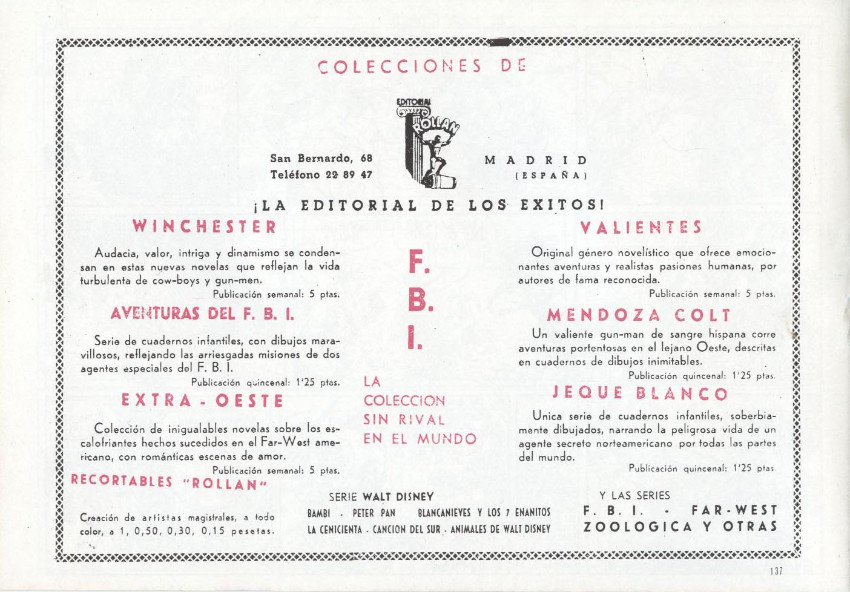 COLECCIONES DE
EDITORIAL
ROLLAN
San Bernardo, 68
Teléfono 22 89 47
MADRID
(ESPAÑA)
¡LA EDITORIAL DE LOS EXITOS!
WINCHESTER
Audacia, valor, intriga y dinamismo se conden-
san en estas nuevas novelas que reflejan la vida
turbulenta de cow-boys y gun-men.
Publicación semanal: 5 ptas.
AVENTURAS DEL F. B. I.
Serie de cuadernos infantiles, con dibujos mara-
villosos, reflejando las arriesgadas misiones de dos
agentes especiales del F. B. I.
Publicación quincenal: 1'25 ptas.
EXTRA - OESTE
Colección de inigualables novelas sobre los es-
calofriantes hechos sucedidos en el Far-West ame-
ricano, con románticas escenas de amor.
Publicación semanal: 5 ptas.
RECORTABLES "ROLLAN"
Creación de artistas magistrales, a todo
color, a 1, 0,50, 0,30, 0,15 pesetas.
F.
B.
I.
LA
COLECCION
SIN RIVAL
EN EL MUNDO
VALIENTES
Original género novelístico que ofrece emocio-
nantes aventuras y realistas pasiones humanas, por
autores de fama reconocida.
Publicación semanal: 5 ptas.
MENDOZA COLT
Un valiente gun-man de sangre hispana corre
aventuras portentosas en el lejano Oeste, descritas
en cuadernos de dibujos inimitables.
Publicación quincenal: 1'25 ptas.
JEQUE BLANCO
Unica serie de cuadernos infantiles, soberbia-
mente dibujados, narrando la peligrosa vida de un
agente secreto norteamericano por todas las partes
del mundo.
Publicación quincenal: 1'25 ptas.
SERIE WALT DISNEY
BAMBI - PETER PAN BLANCANIEVES Y LOS 7 ENANITOS
LA CENICIENTA - CANCION DEL SUR - ANIMALES DE WALT DISNEY
Y LAS SERIES
F. B. I. - FAR-WEST
ZOOLOGICA Y OTRAS
137